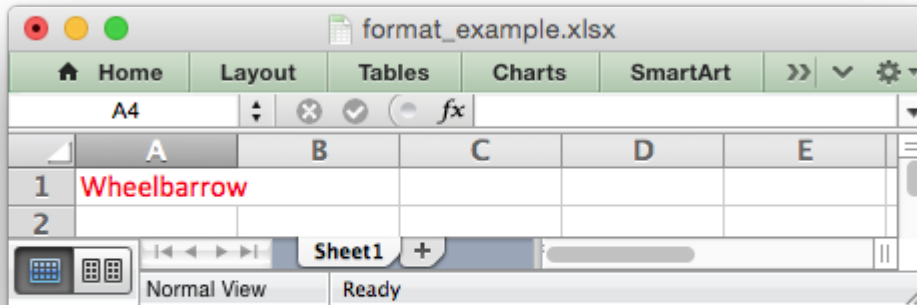 format_example.xlsx
Home Layout Tables Charts SmartArt
A4 fx
A B C D E
1 Wheelbarrow
2
Sheet1 +
Normal View Ready